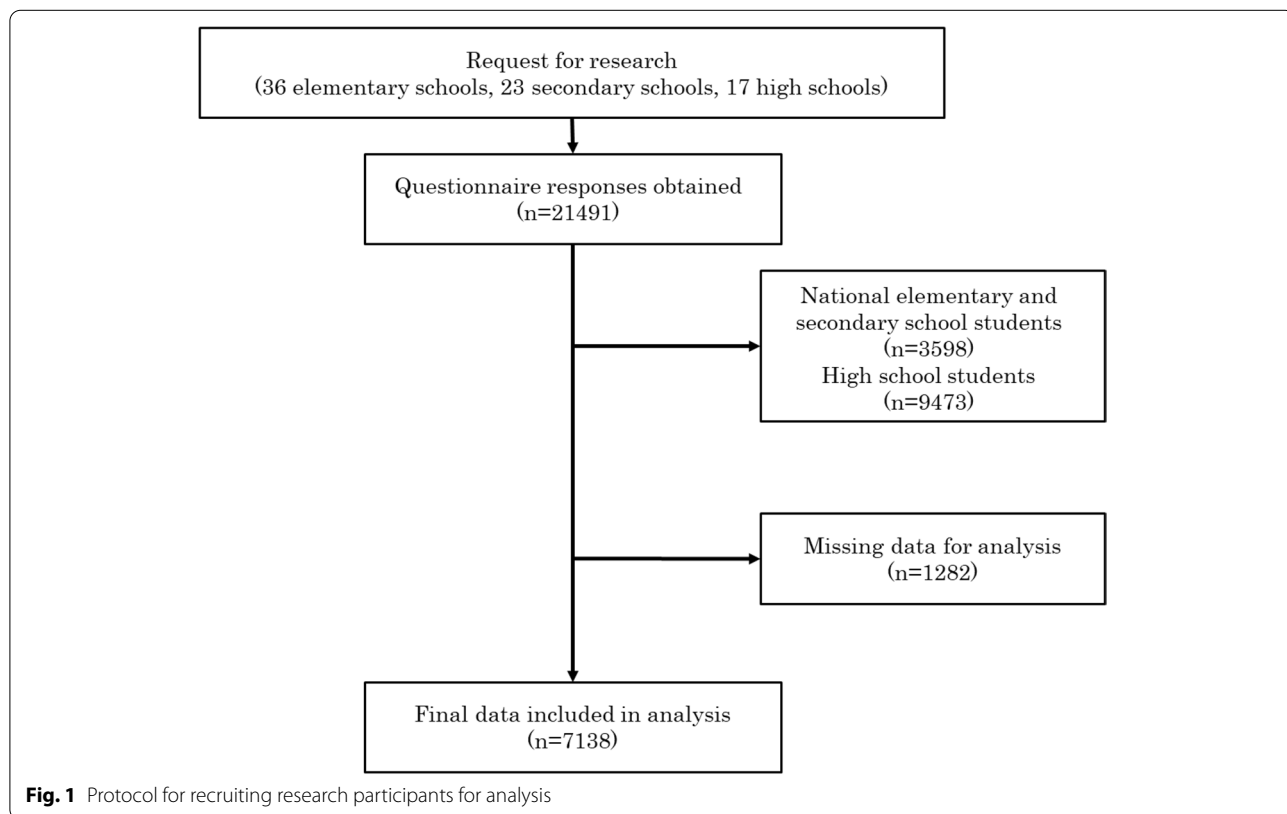 Request for research
(36 elementary schools, 23 secondary schools, 17 high schools)
Questionnaire responses obtained
(n=21491)
National elementary and
secondary school students
(n=3598)
High school students
(n=9473)
Missing data for analysis
(n=1282)
Final data included in analysis
(n=7138)
Fig. 1 Protocol for recruiting research participants for analysis